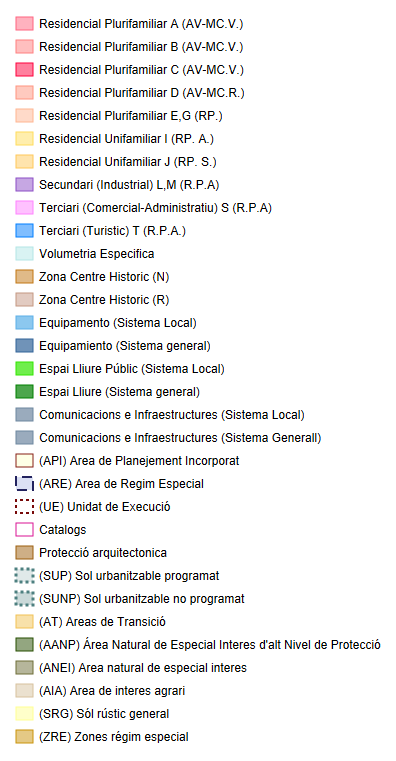 Residencial Plurifamiliar A (AV-MC.V.)
Residencial Plurifamiliar B (AV-MC.V.)
Residencial Plurifamiliar C (AV-MC.V.)
Residencial Plurifamiliar D (AV-MC.R.)
Residencial Plurifamiliar E,G (RP.)
Residencial Unifamiliar I (RP. A.)
Residencial Unifamiliar J (RP. S.)
Secundari (Industrial) L,M (R.P.A)
Terciari (Comercial-Administratiu) S (R.P.A)
Terciari (Turistic) T (R.P.A.)
Volumetria Especifica
Zona Centre Historic (N)
Zona Centre Historic (R)
Equipamento (Sistema Local)
Equipamiento (Sistema general)
Espai Lliure Públic (Sistema Local)
Espai Lliure (Sistema general)
Comunicacions e Infraestructures (Sistema Local)
Comunicacions e Infraestructures (Sistema Generall)
(API) Area de Planejement Incorporat
(ARE) Area de Regim Especial
(UE) Unidat de Execució
Catalogs
Protecció arquitectonica
(SUP) Sol urbanitzable programat
(SUNP) Sol urbanitzable no programat
(AT) Areas de Transició
(AANP) Área Natural de Especial Interes d'alt Nivel de Protecció
(ANEI) Area natural de especial interes
(AIA) Area de interes agrari
(SRG) Sól rústic general
(ZRE) Zones régim especial